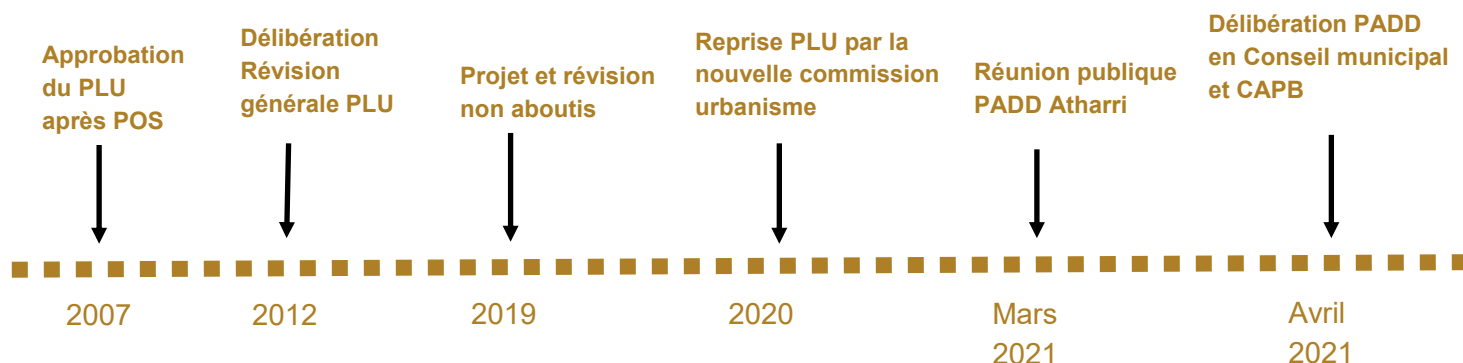 Approbation
du PLU
après POS
Délibération
Révision
générale PLU
Projet et révision
non aboutis
Reprise PLU par la
nouvelle commission
urbanisme
Réunion publique
PADD Atharri
Délibération PADD
en Conseil municipal
et CAPB
2007
2012
2019
2020
Mars
2021
Avril
2021